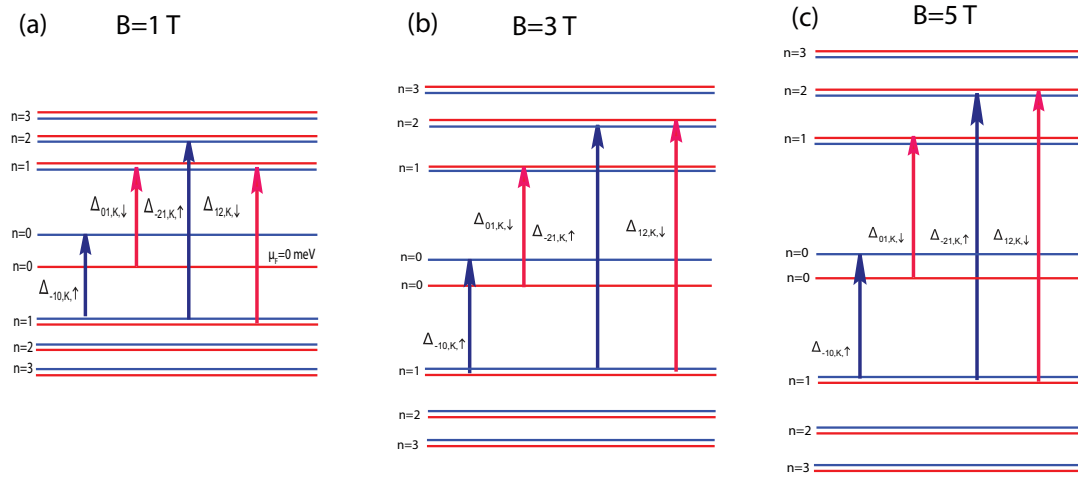 (a) B=1 T
n=3
n=2
n=1
Δ01,K,↓ Δ-21,K,↑ Δ12,K,↓
n=0
μF=0 meV
n=0
Δ-10,K,↑
n=1
n=2
n=3
(b) B=3 T
n=3
n=2
n=1
Δ01,K,↓ Δ-21,K,↑ Δ12,K,↓
n=0
n=0
Δ-10,K,↑
n=1
n=2
n=3
(c) B=5 T
n=3
n=2
n=1
Δ01,K,↓ Δ-21,K,↑ Δ12,K,↓
n=0
n=0
Δ-10,K,↑
n=1
n=2
n=3